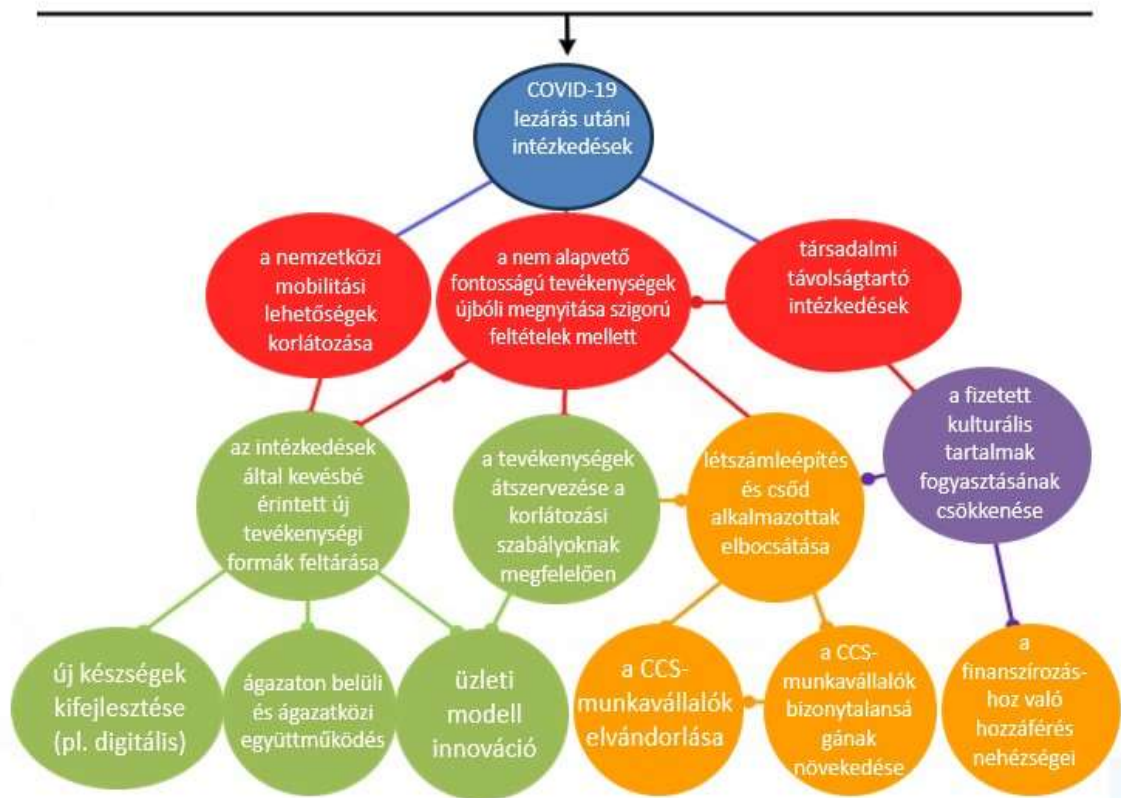 COVID-19
lezárás utáni
intézkedések
a nemzetközi
mobilitási
lehetőségek
korlátozása
a nem alapvető
fontosságú tevékenységek
újbóli megnyitása szigorú
feltételek mellett
társadalmi
távolságtartó
intézkedések
az intézkedések
által kevésbé
érintett új
tevékenységi
formák feltárása
a tevékenységek
átszervezése a
korlátozási
szabályoknak
megfelelően
létszámleépítés
és csőd
alkalmazottak
elbocsátása
a fizetett
kulturális
tartalmak
fogyasztásának
csökkenése
új készségek
kifejlesztése
(pl. digitális)
ágazaton belüli
és ágazatközi
együttműködés
üzleti
modell
innováció
a CCS-
munkavállalók
elvándorlása
a CCS-
munkavállalók
bizonytalansá
gának
növekedése
a
finanszírozás-
hoz való
hozzáférés
nehézségei